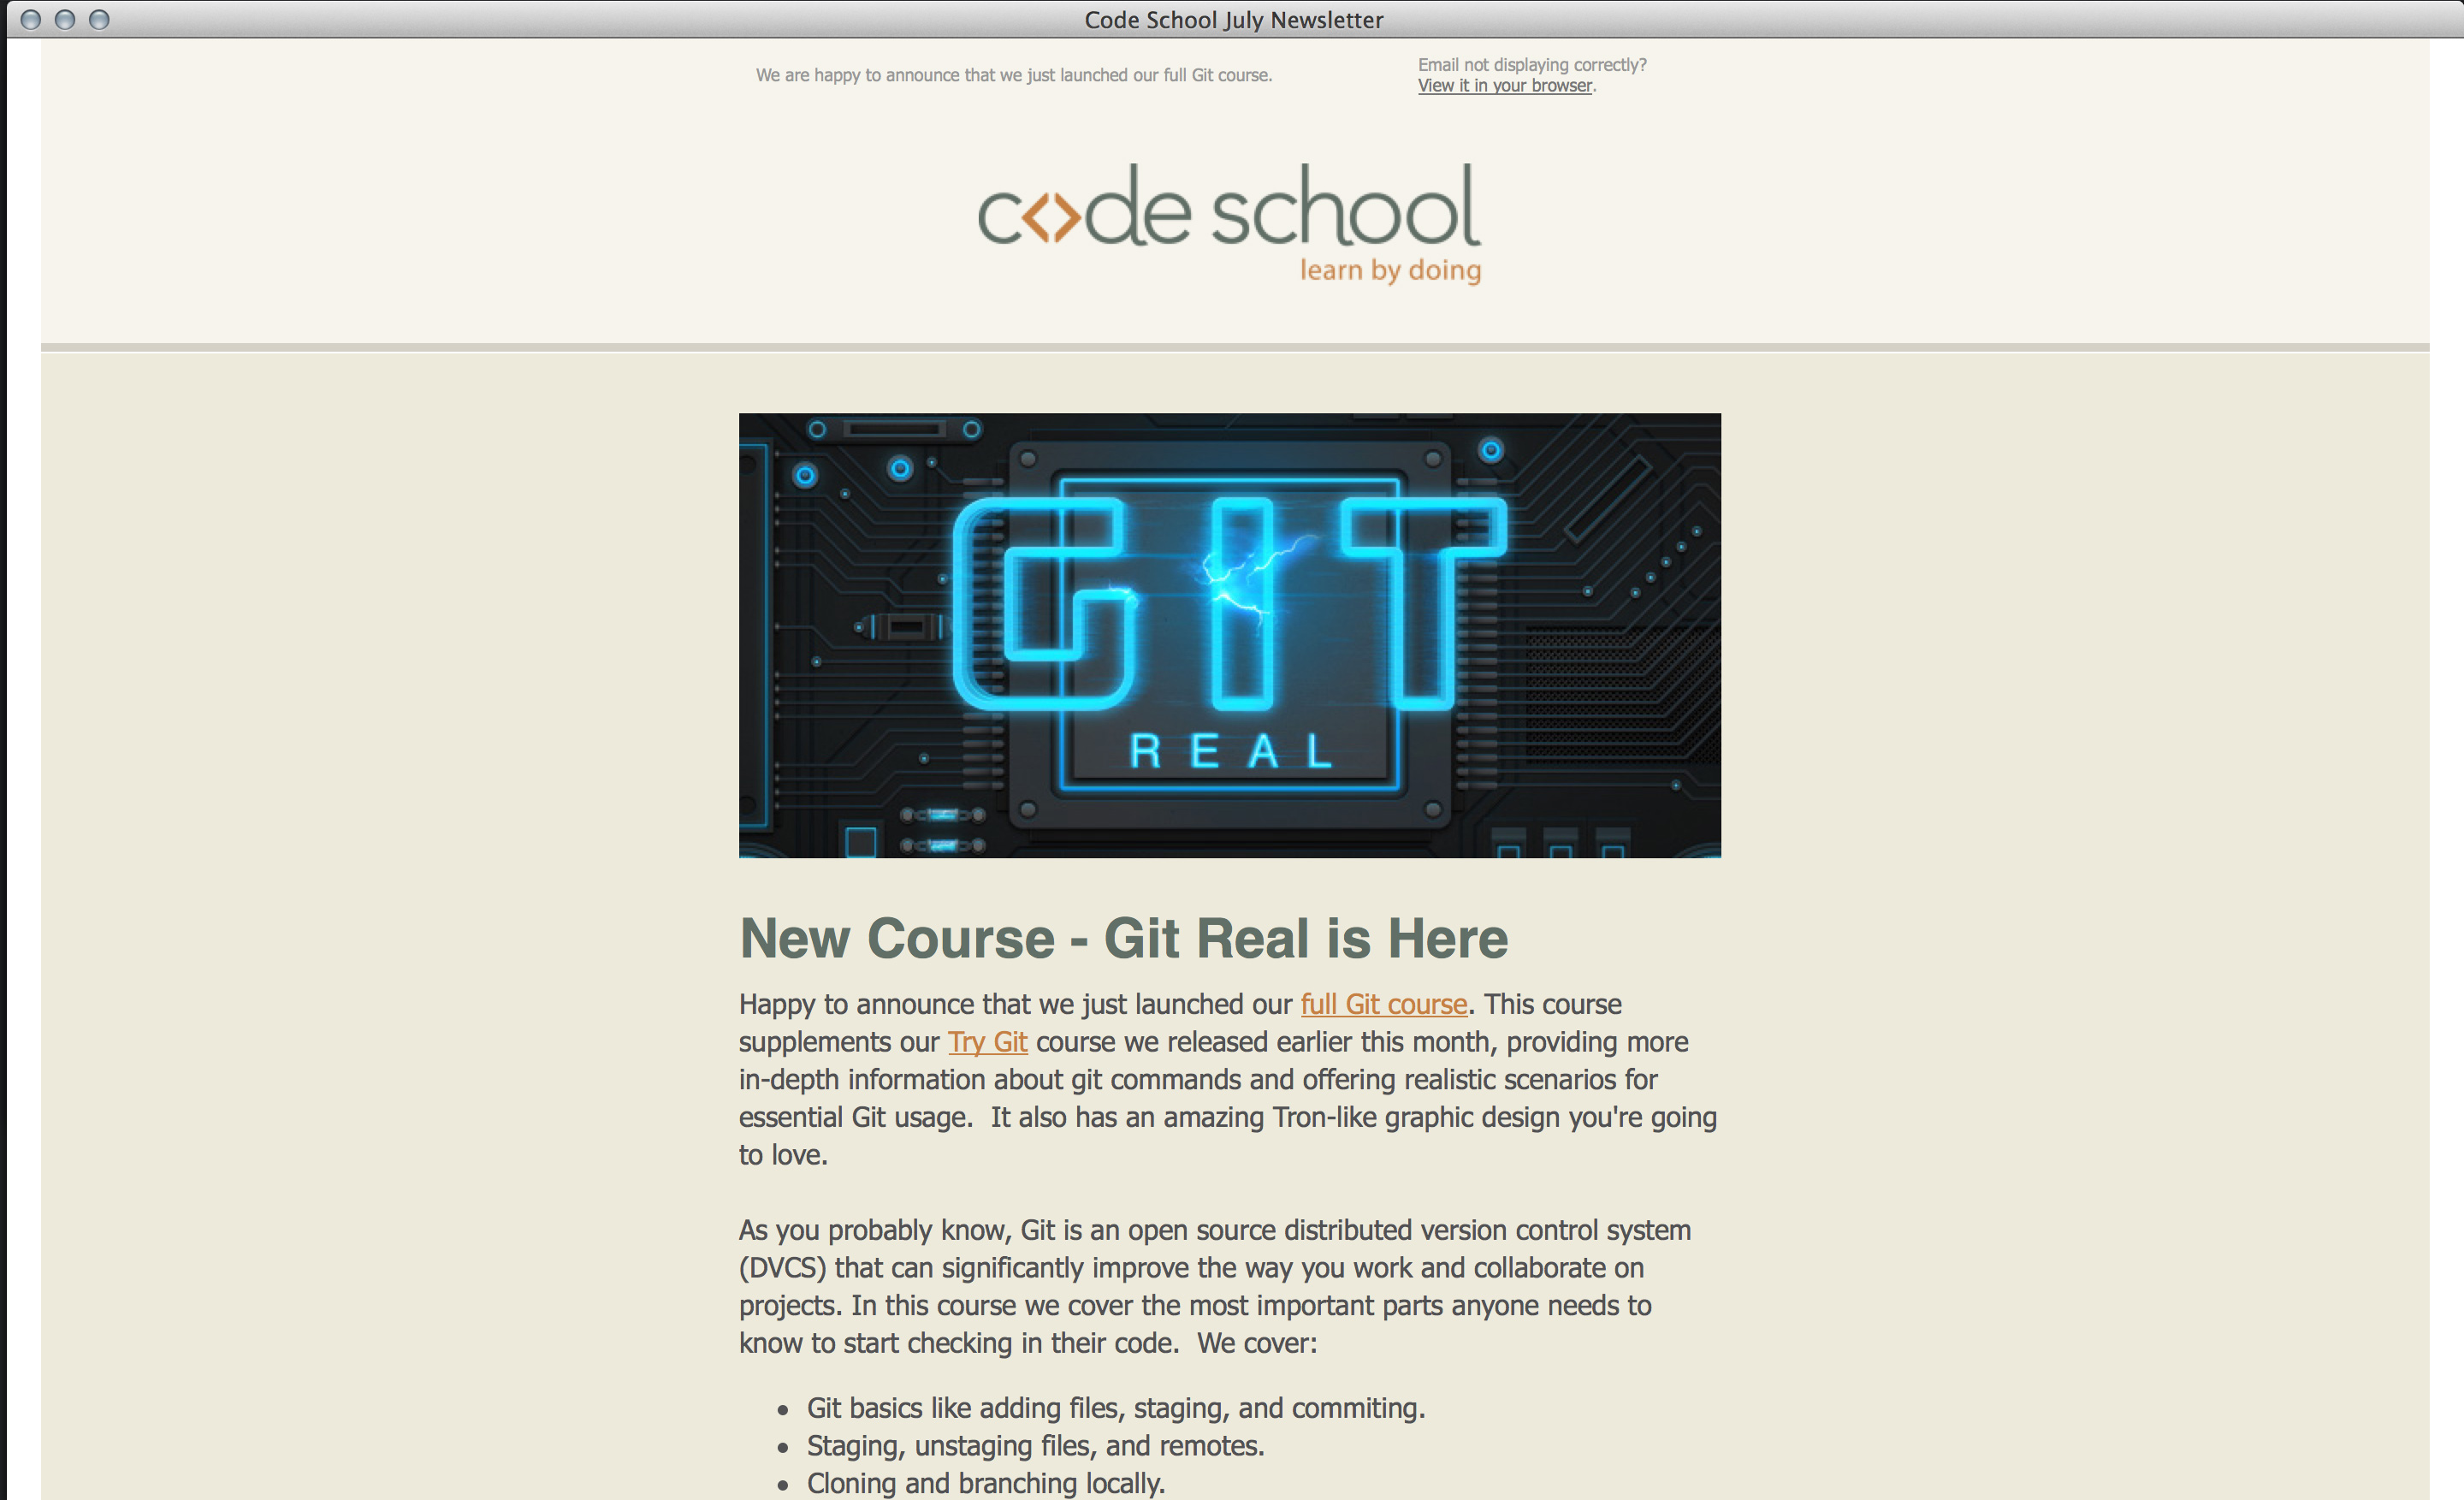 Code School July Newsletter
We are happy to announce that we just launched our full Git course.
Email not displaying correctly?
View it in your browser.
code school
learn by doing
GIT
REAL
New Course - Git Real is Here
Happy to announce that we just launched our full Git course. This course
supplements our Try Git course we released earlier this month, providing more
in-depth information about git commands and offering realistic scenarios for
essential Git usage.  It also has an amazing Tron-like graphic design you're going
to love.
As you probably know, Git is an open source distributed version control system
(DVCS) that can significantly improve the way you work and collaborate on
projects. In this course we cover the most important parts anyone needs to
know to start checking in their code.  We cover:
• Git basics like adding files, staging, and commiting.
• Staging, unstaging files, and remotes.
• Cloning and branching locally.